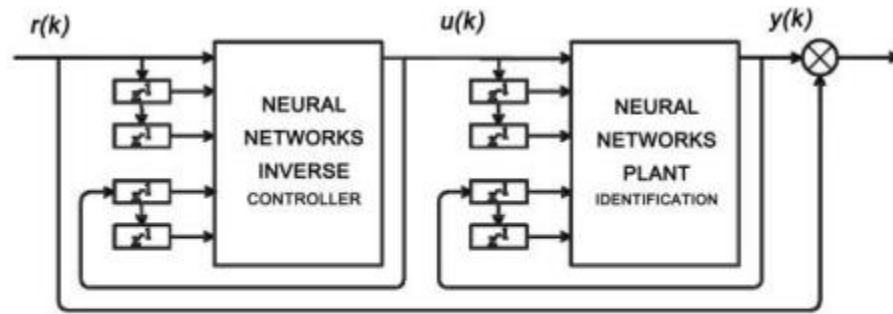 r(k)
u(k)
y(k)
NEURAL
NETWORKS
INVERSE
CONTROLLER
NEURAL
NETWORKS
PLANT
IDENTIFICATION